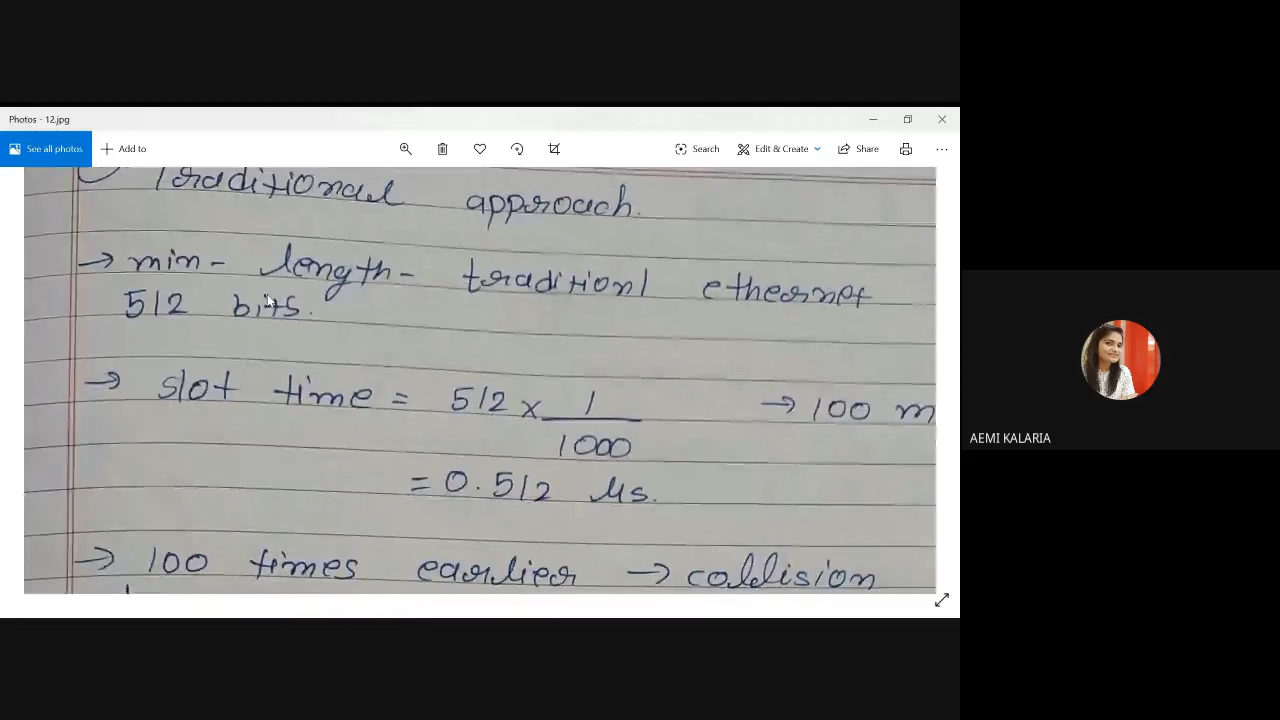 Photos - 12.jpg
See all photos
Add to
Search
Edit & Create
Share
Traditional approach.
→ min - length - traditionl ethernet
512 bits.
→ slot time = 512 x 1/1000 → 100 m
= 0.512 μs.
→ 100 times earlier → collision
AEMI KALARIA